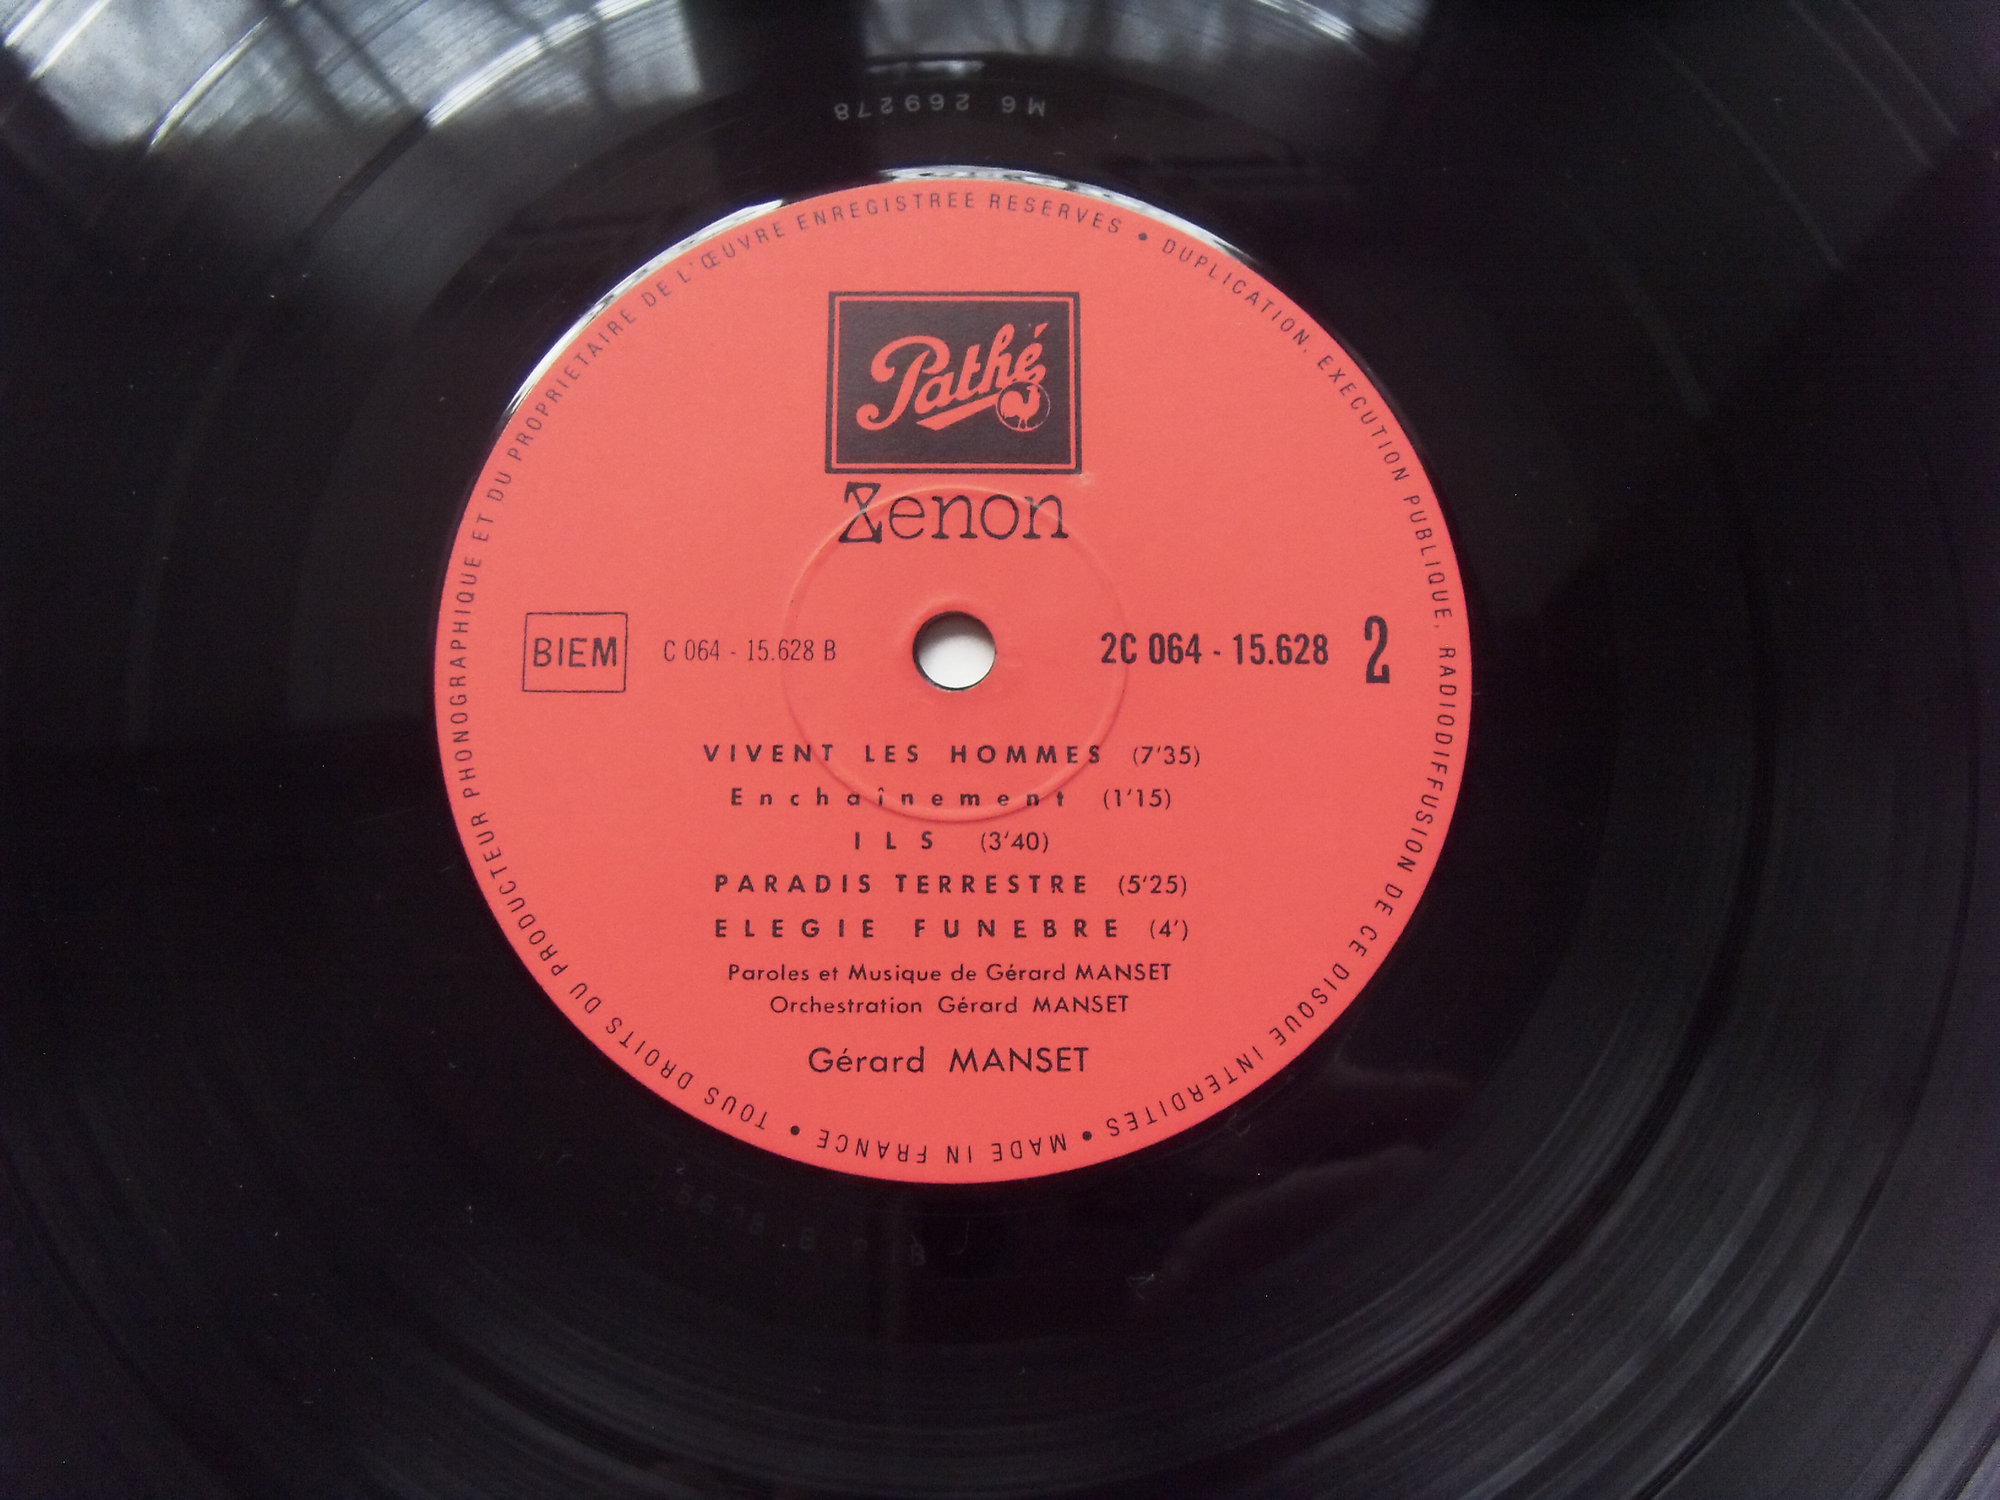 M6 269278
TOUS DROITS DU PRODUCTEUR PHONOGRAPHIQUE ET DU PROPRIETAIRE DE L'ŒUVRE ENREGISTREE RESERVES • DUPLICATION, EXECUTION PUBLIQUE, RADIODIFFUSION DE CE DISQUE INTERDITES • MADE IN FRANCE •
Pathé
Zenon
BIEM C 064 - 15.628 B 2C 064 - 15.628 2
VIVENT LES HOMMES (7'35)
Enchaînement (1'15)
ILS (3'40)
PARADIS TERRESTRE (5'25)
ELEGIE FUNEBRE (4')
Paroles et Musique de Gérard MANSET
Orchestration Gérard MANSET
Gérard MANSET